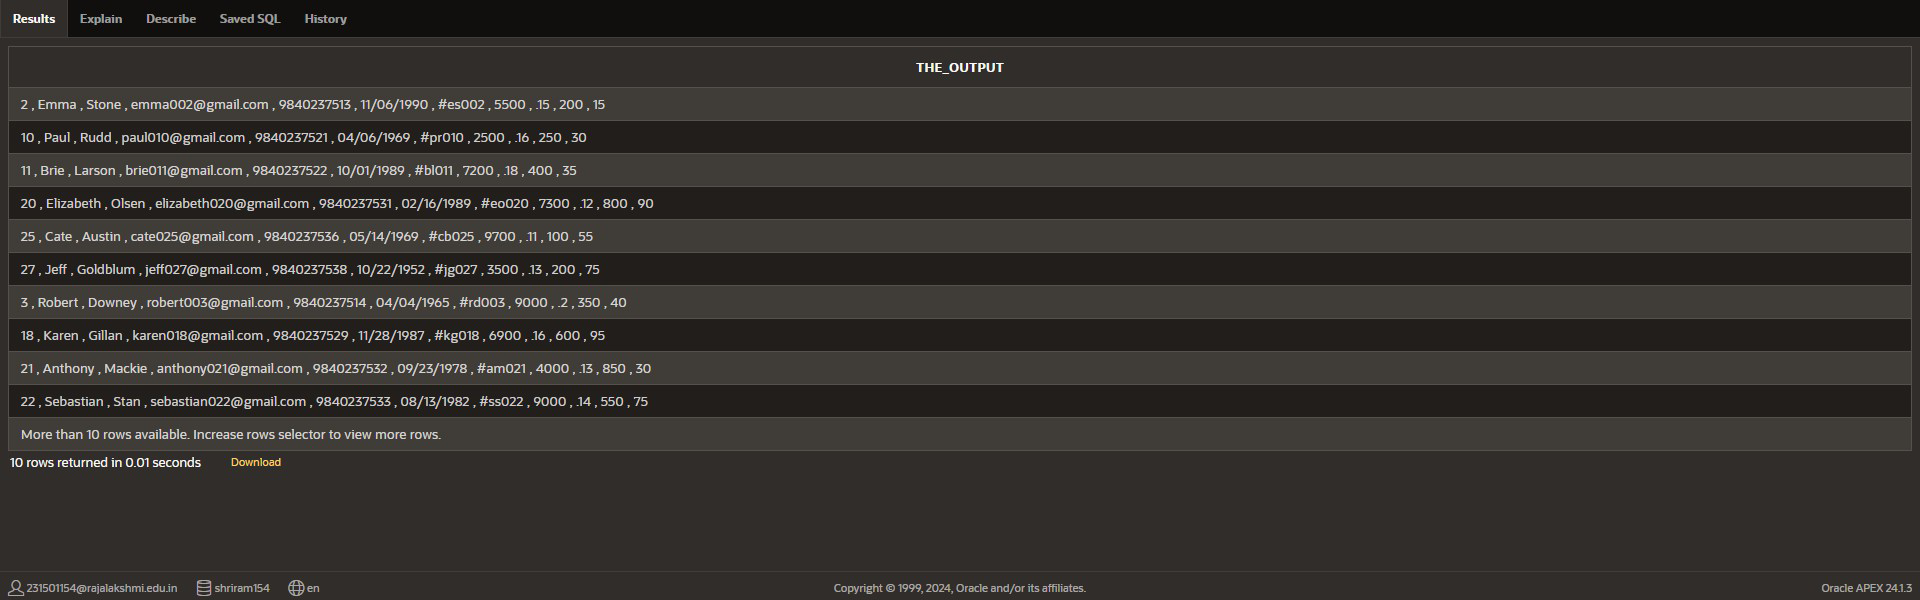 Results Explain Describe Saved SQL History
THE_OUTPUT
2 , Emma , Stone , emma002@gmail.com , 9840237513 , 11/06/1990 , #es002 , 5500 , .15 , 200 , 15
10 , Paul , Rudd , paul010@gmail.com , 9840237521 , 04/06/1969 , #pr010 , 2500 , .16 , 250 , 30
11 , Brie , Larson , brie011@gmail.com , 9840237522 , 10/01/1989 , #bl011 , 7200 , .18 , 400 , 35
20 , Elizabeth , Olsen , elizabeth020@gmail.com , 9840237531 , 02/16/1989 , #eo020 , 7300 , .12 , 800 , 90
25 , Cate , Austin , cate025@gmail.com , 9840237536 , 05/14/1969 , #cb025 , 9700 , .11 , 100 , 55
27 , Jeff , Goldblum , jeff027@gmail.com , 9840237538 , 10/22/1952 , #jg027 , 3500 , .13 , 200 , 75
3 , Robert , Downey , robert003@gmail.com , 9840237514 , 04/04/1965 , #rd003 , 9000 , .2 , 350 , 40
18 , Karen , Gillan , karen018@gmail.com , 9840237529 , 11/28/1987 , #kg018 , 6900 , .16 , 600 , 95
21 , Anthony , Mackie , anthony021@gmail.com , 9840237532 , 09/23/1978 , #am021 , 4000 , .13 , 850 , 30
22 , Sebastian , Stan , sebastian022@gmail.com , 9840237533 , 08/13/1982 , #ss022 , 9000 , .14 , 550 , 75
More than 10 rows available. Increase rows selector to view more rows.
10 rows returned in 0.01 seconds Download
231501154@rajalakshmi.edu.in shriram154 en Copyright © 1999, 2024, Oracle and/or its affiliates. Oracle APEX 24.1.3